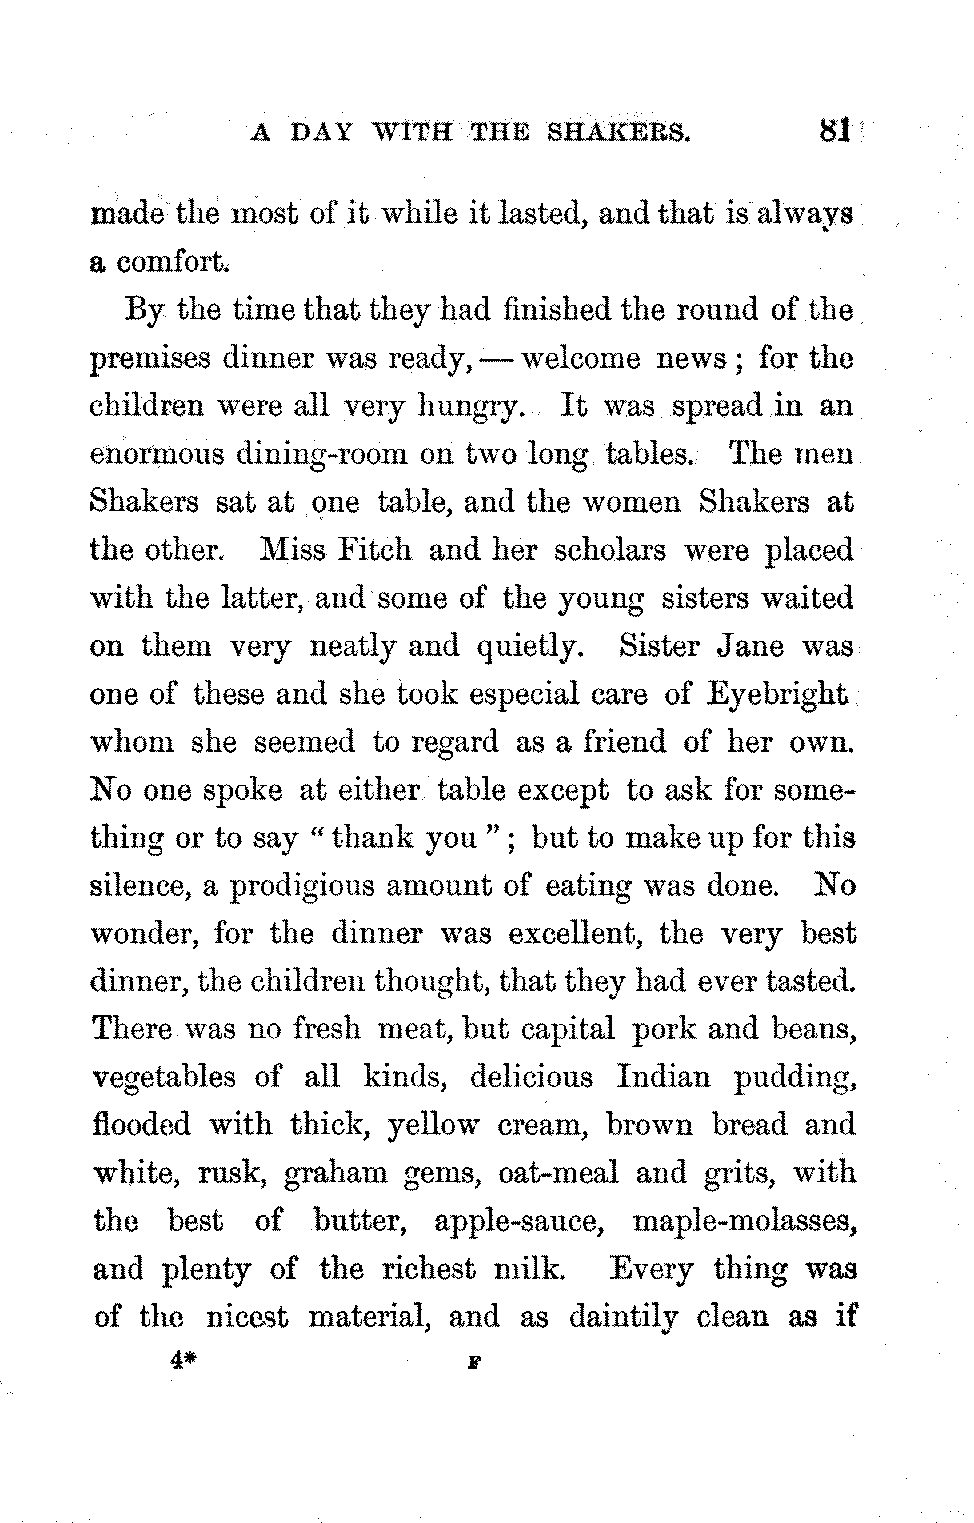 A DAY WITH THE SHAKERS. 81
made the most of it while it lasted, and that is always
a comfort.
By the time that they had finished the round of the
premises dinner was ready, — welcome news ; for the
children were all very hungry. It was spread in an
enormous dining-room on two long tables. The men
Shakers sat at one table, and the women Shakers at
the other. Miss Fitch and her scholars were placed
with the latter, and some of the young sisters waited
on them very neatly and quietly. Sister Jane was
one of these and she took especial care of Eyebright
whom she seemed to regard as a friend of her own.
No one spoke at either table except to ask for some-
thing or to say " thank you " ; but to make up for this
silence, a prodigious amount of eating was done. No
wonder, for the dinner was excellent, the very best
dinner, the children thought, that they had ever tasted.
There was no fresh meat, but capital pork and beans,
vegetables of all kinds, delicious Indian pudding,
flooded with thick, yellow cream, brown bread and
white, rusk, graham gems, oat-meal and grits, with
the best of butter, apple-sauce, maple-molasses,
and plenty of the richest milk. Every thing was
of the nicest material, and as daintily clean as if
4* F